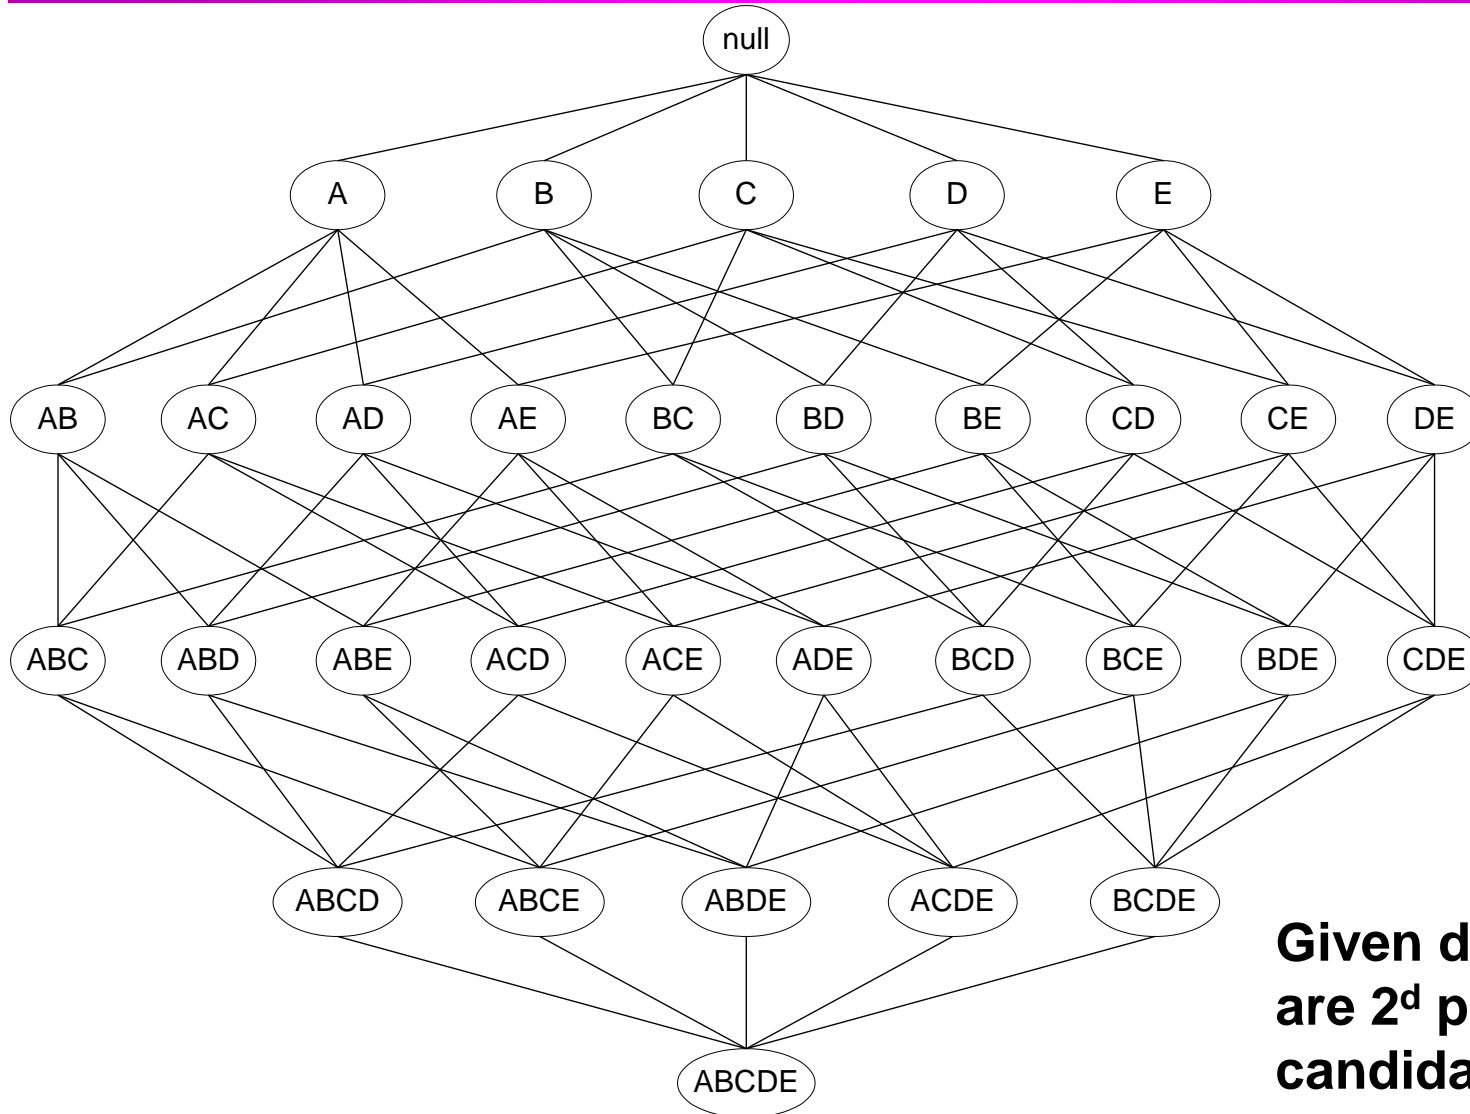 null
A B C D E
AB AC AD AE BC BD BE CD CE DE
ABC ABD ABE ACD ACE ADE BCD BCE BDE CDE
ABCD ABCE ABDE ACDE BCDE
ABCDE
Given d
are 2ᵈ p
candida